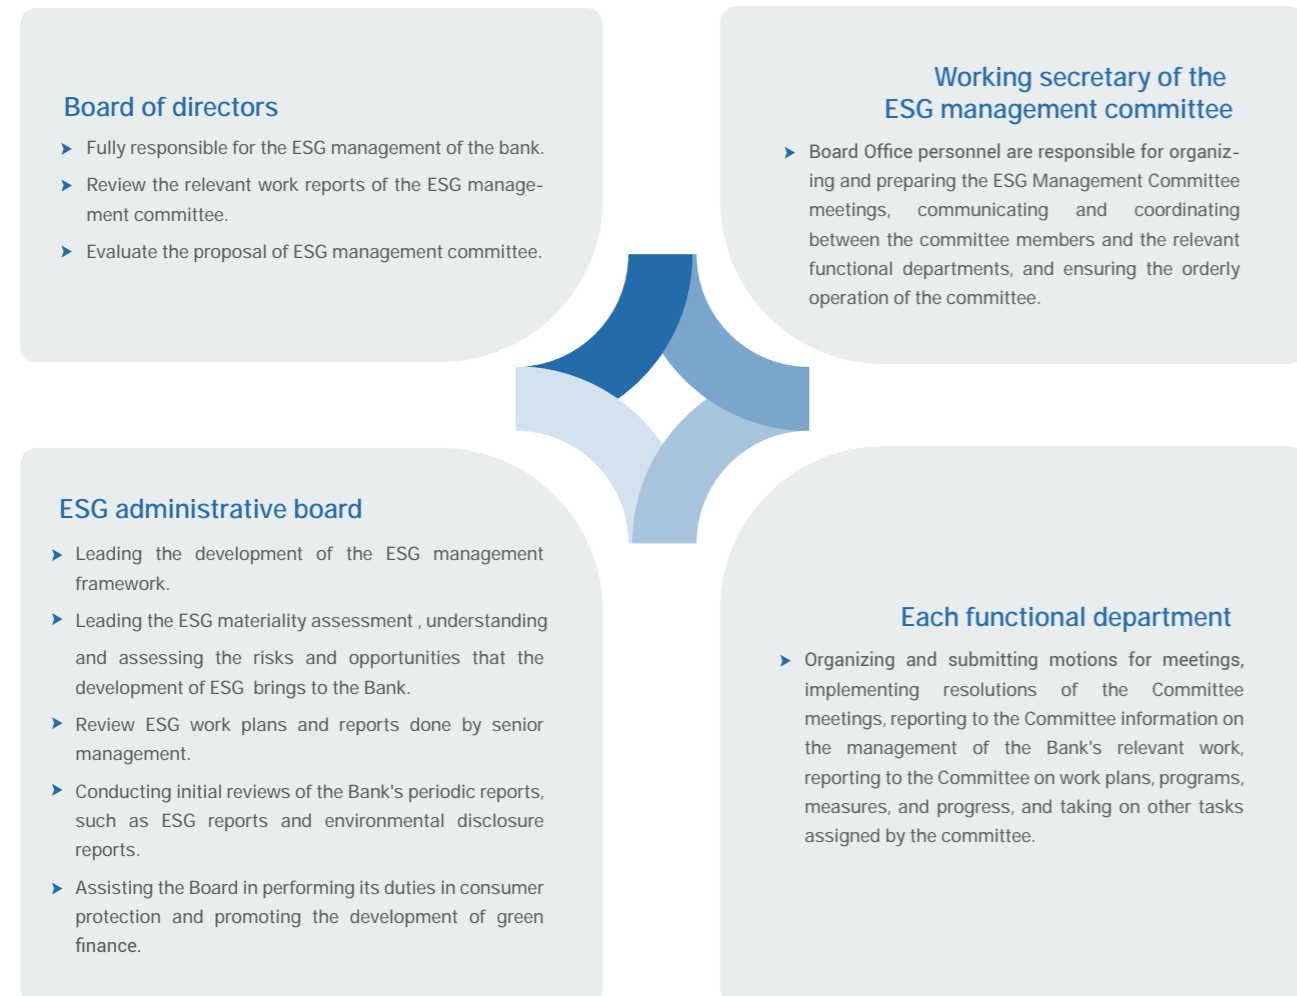 Board of directors
Fully responsible for the ESG management of the bank.
Review the relevant work reports of the ESG manage-
ment committee.
Evaluate the proposal of ESG management committee.
Working secretary of the
ESG management committee
Board Office personnel are responsible for organiz-
ing and preparing the ESG Management Committee
meetings, communicating and coordinating
between the committee members and the relevant
functional departments, and ensuring the orderly
operation of the committee.
ESG administrative board
Leading the development of the ESG management
framework.
Leading the ESG materiality assessment , understanding
and assessing the risks and opportunities that the
development of ESG brings to the Bank.
Review ESG work plans and reports done by senior
management.
Conducting initial reviews of the Bank's periodic reports,
such as ESG reports and environmental disclosure
reports.
Assisting the Board in performing its duties in consumer
protection and promoting the development of green
finance.
Each functional department
Organizing and submitting motions for meetings,
implementing resolutions of the Committee
meetings, reporting to the Committee information on
the management of the Bank's relevant work,
reporting to the Committee on work plans, programs,
measures, and progress, and taking on other tasks
assigned by the committee.